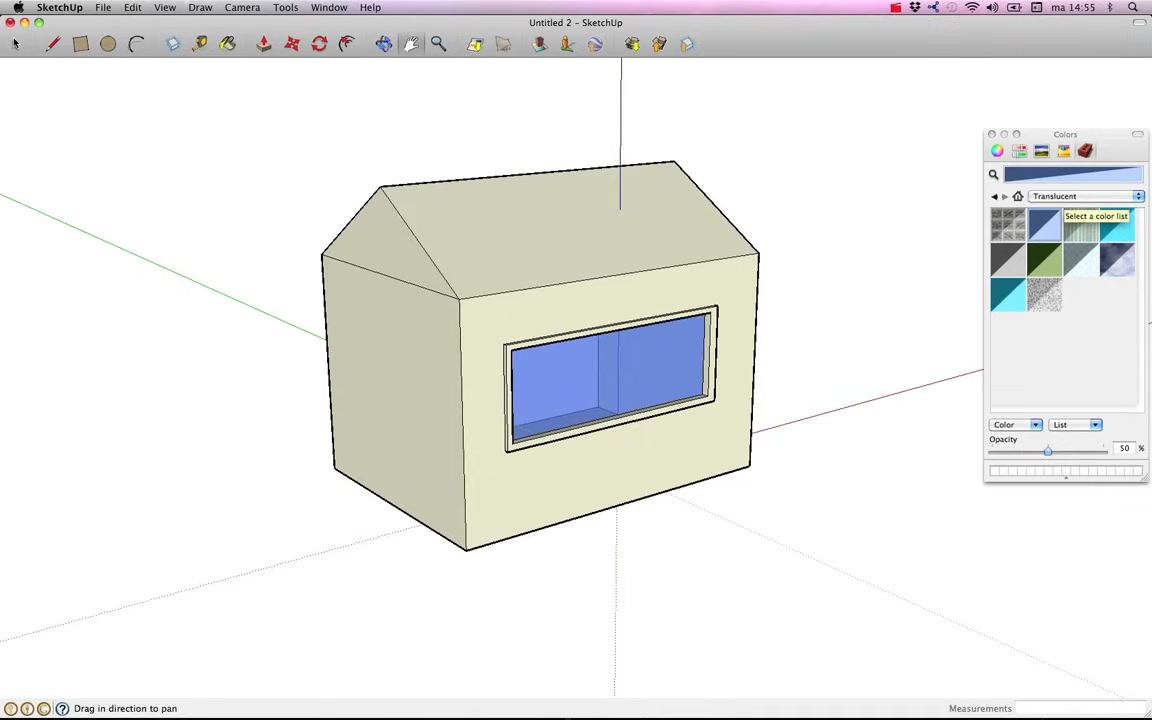 SketchUp File Edit View Draw Camera Tools Window Help ma 14:55
Untitled 2 - SketchUp
Colors
Translucent
Select a color list
Color List
Opacity
50 %
Drag in direction to pan
Measurements